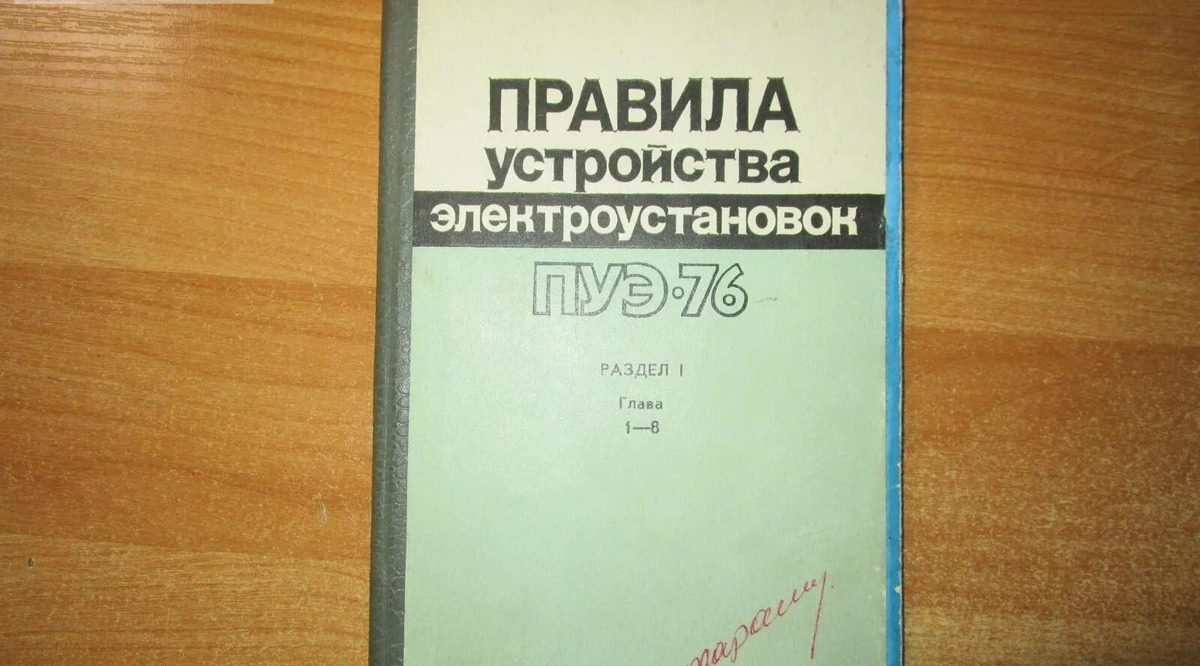 ПРАВИЛА
устройства
электроустановок
ПУЭ·76
РАЗДЕЛ I
Глава
1—8